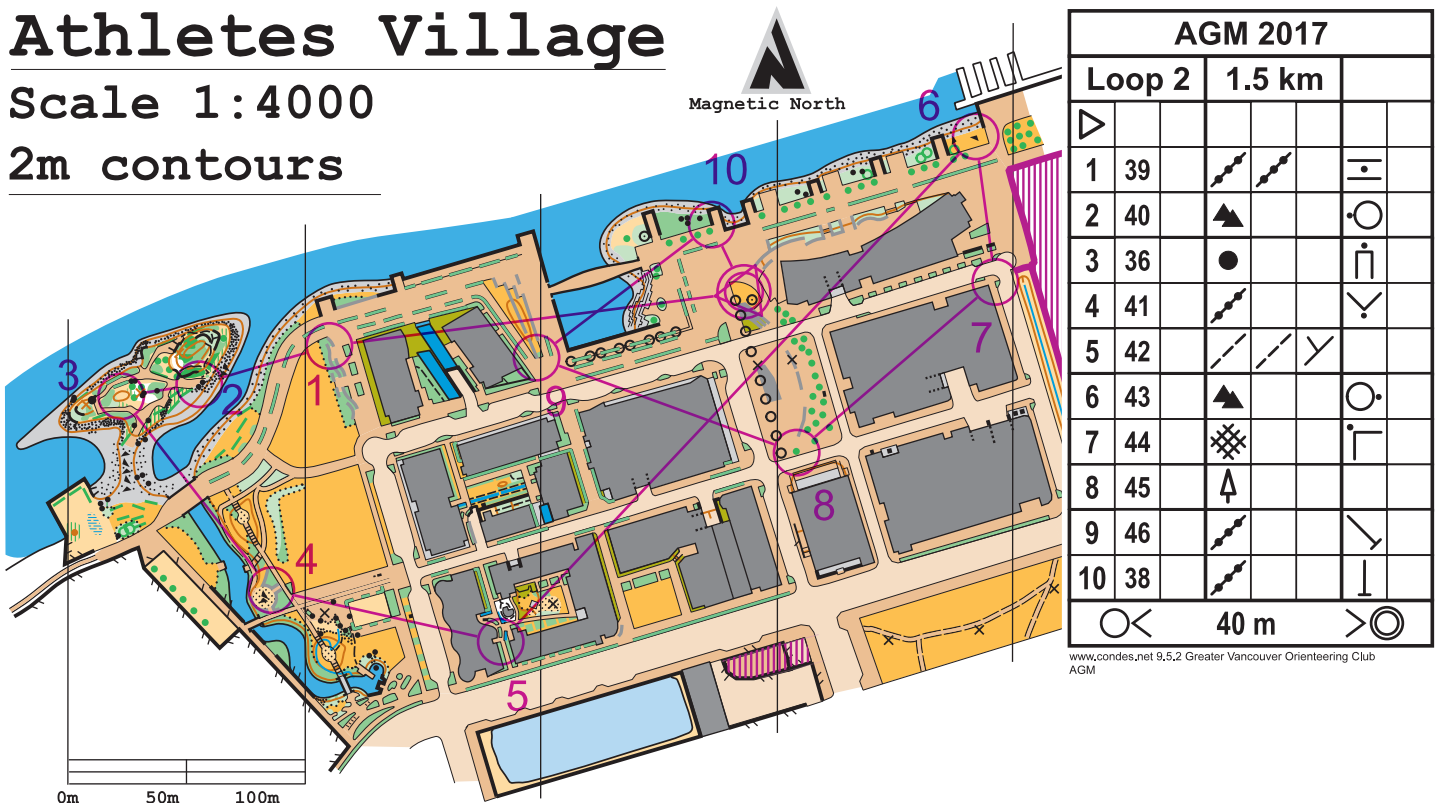 Athletes Village
Scale 1:4000
2m contours
Magnetic North
6
10
3
2
1
9
7
8
4
5
0m 50m 100m
AGM 2017
Loop 2 1.5 km
1 39
2 40
3 36
4 41
5 42
6 43
7 44
8 45
9 46
10 38
40 m
www.condes.net 9.5.2 Greater Vancouver Orienteering Club
AGM